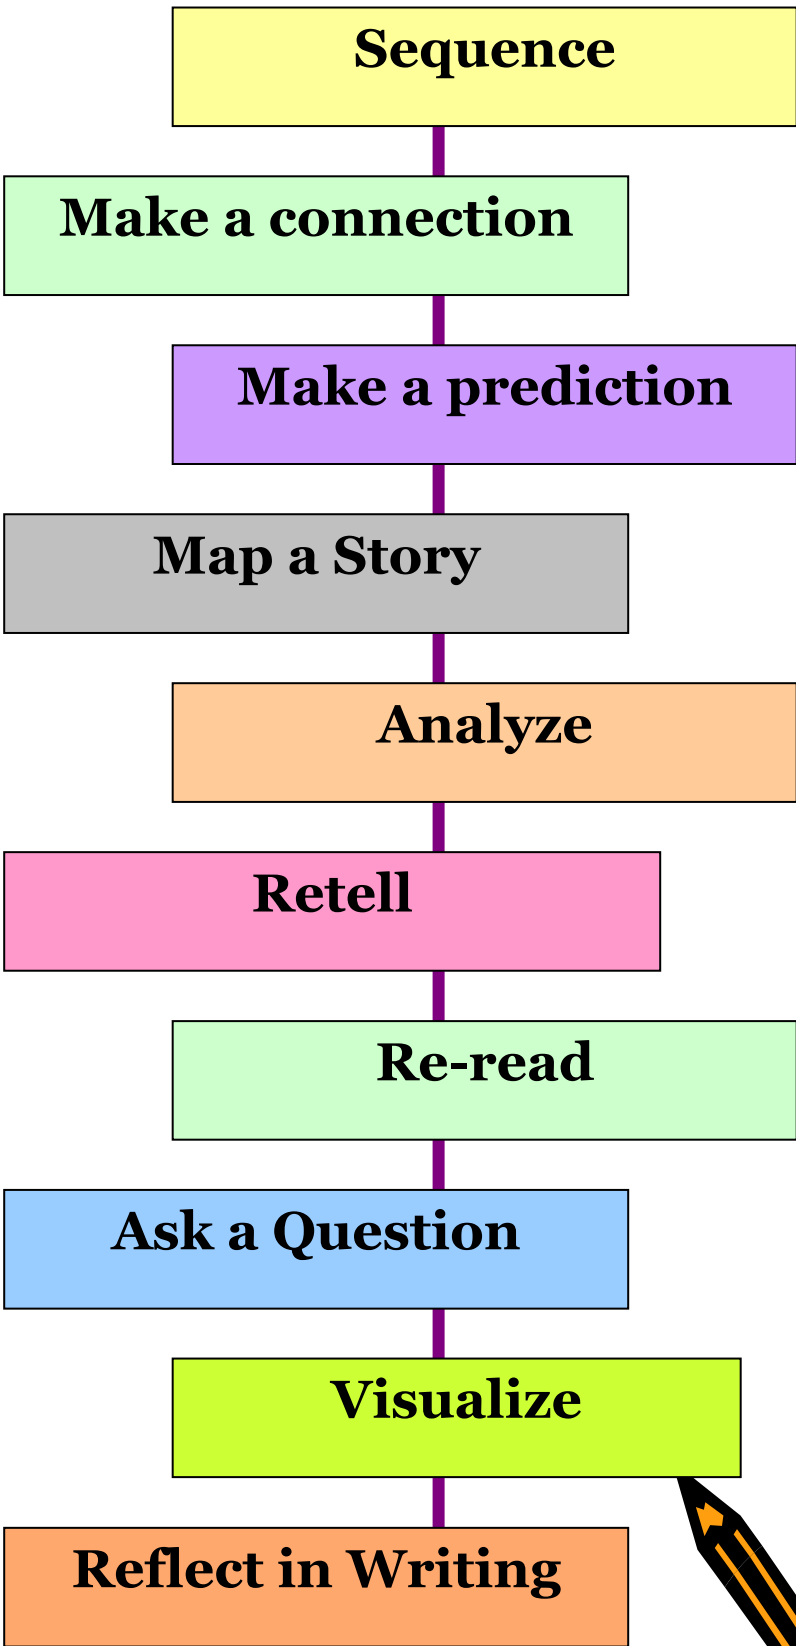 Sequence
Make a connection
Make a prediction
Map a Story
Analyze
Retell
Re-read
Ask a Question
Visualize
Reflect in Writing